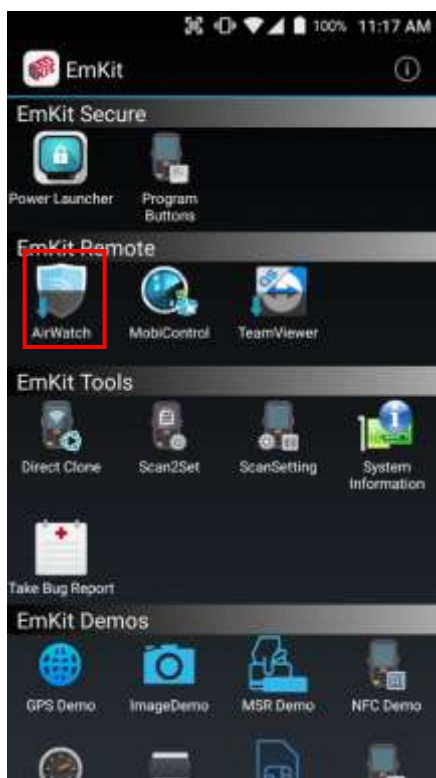 100% 11:17 AM
EmKit
EmKit Secure
Power Launcher
Program
Buttons
EmKit Remote
AirWatch
MobiControl
TeamViewer
EmKit Tools
Direct Clone
Scan2Set
ScanSetting
System
Information
Take Bug Report
EmKit Demos
GPS Demo
ImageDemo
MSR Demo
NFC Demo